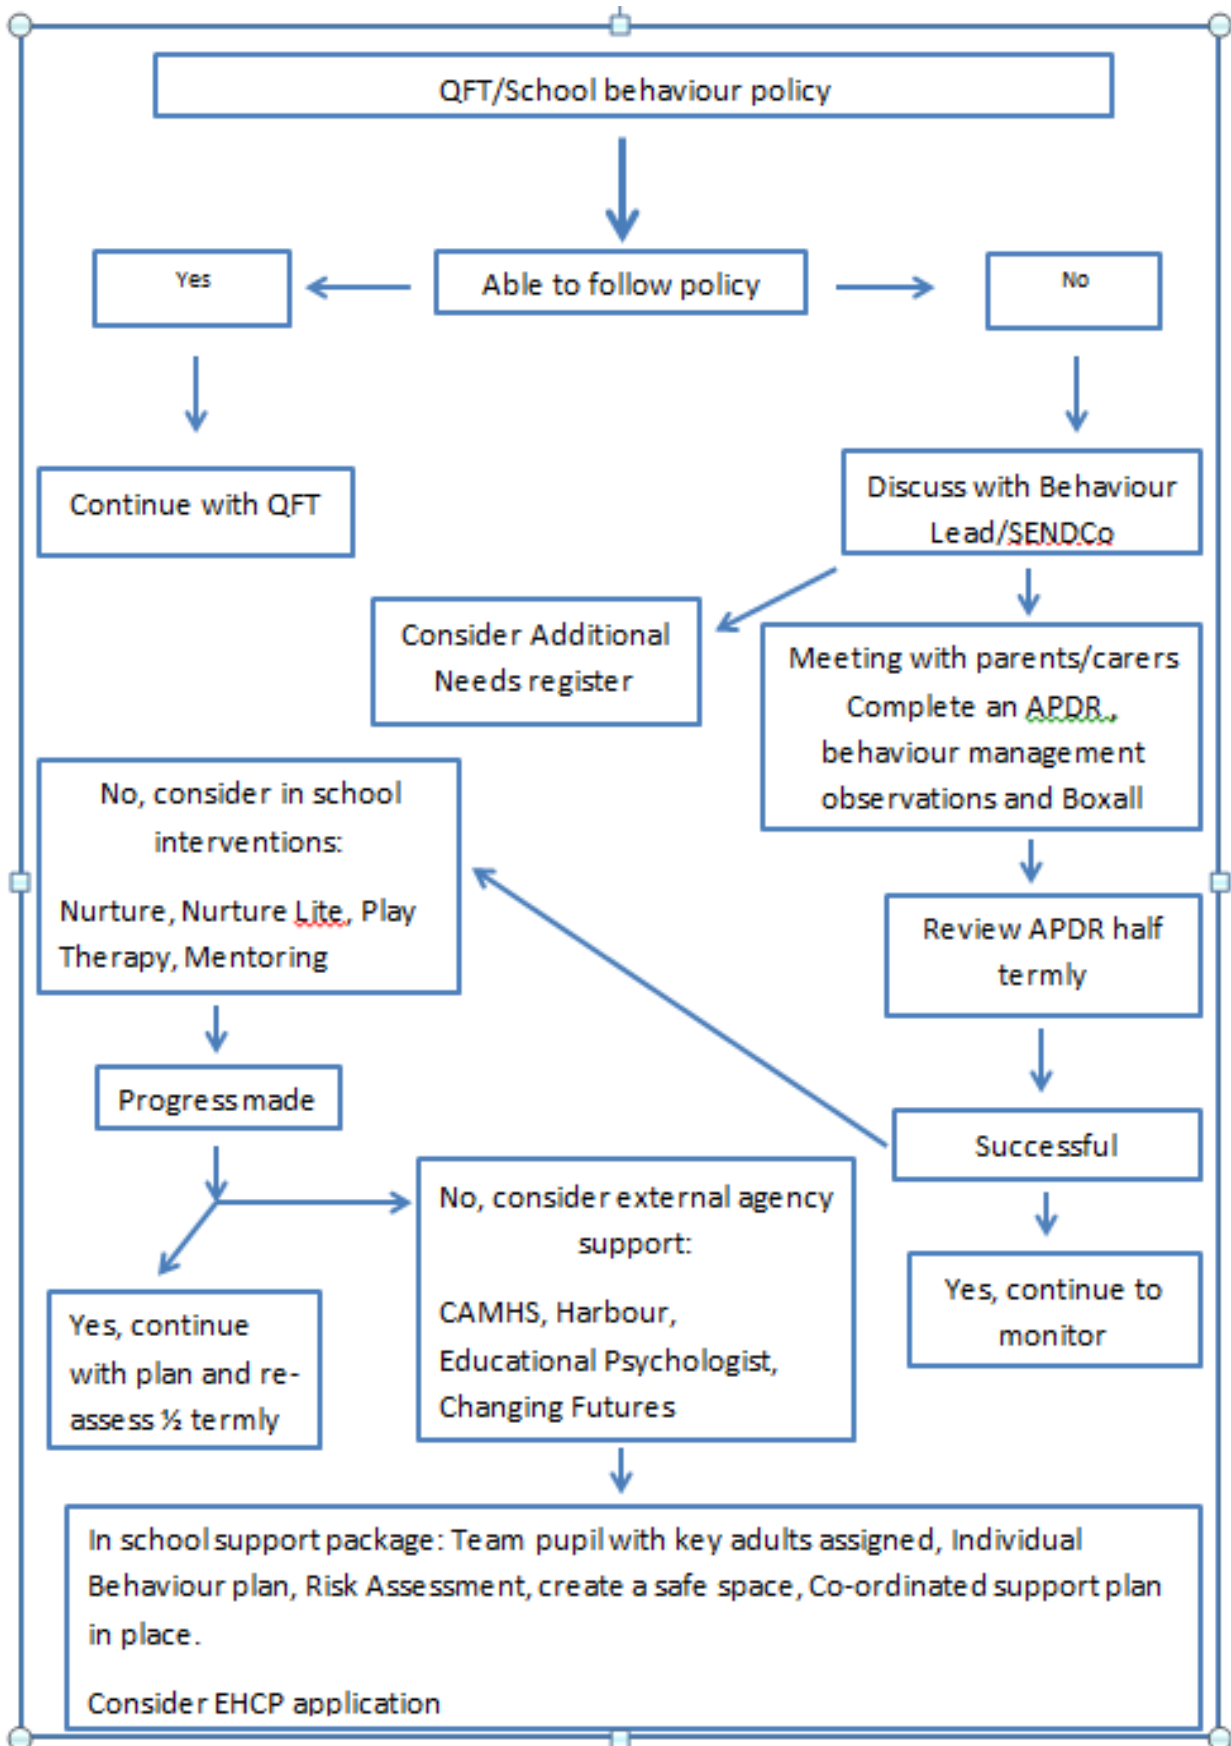 QFT/School behaviour policy
Yes
Able to follow policy
No
Continue with QFT
Discuss with Behaviour
Lead/SENDCo
Consider Additional
Needs register
Meeting with parents/carers
Complete an APDR ,
behaviour management
observations and Boxall
No, consider in school
interventions:
Nurture, Nurture Lite, Play
Therapy, Mentoring
Review APDR half
termly
Progress made
Successful
No, consider external agency
support:
CAMHS, Harbour,
Educational Psychologist,
Changing Futures
Yes, continue to
monitor
Yes, continue
with plan and re-
assess ½ termly
In school support package: Team pupil with key adults assigned, Individual
Behaviour plan, Risk Assessment, create a safe space, Co-ordinated support plan
in place.
Consider EHCP application